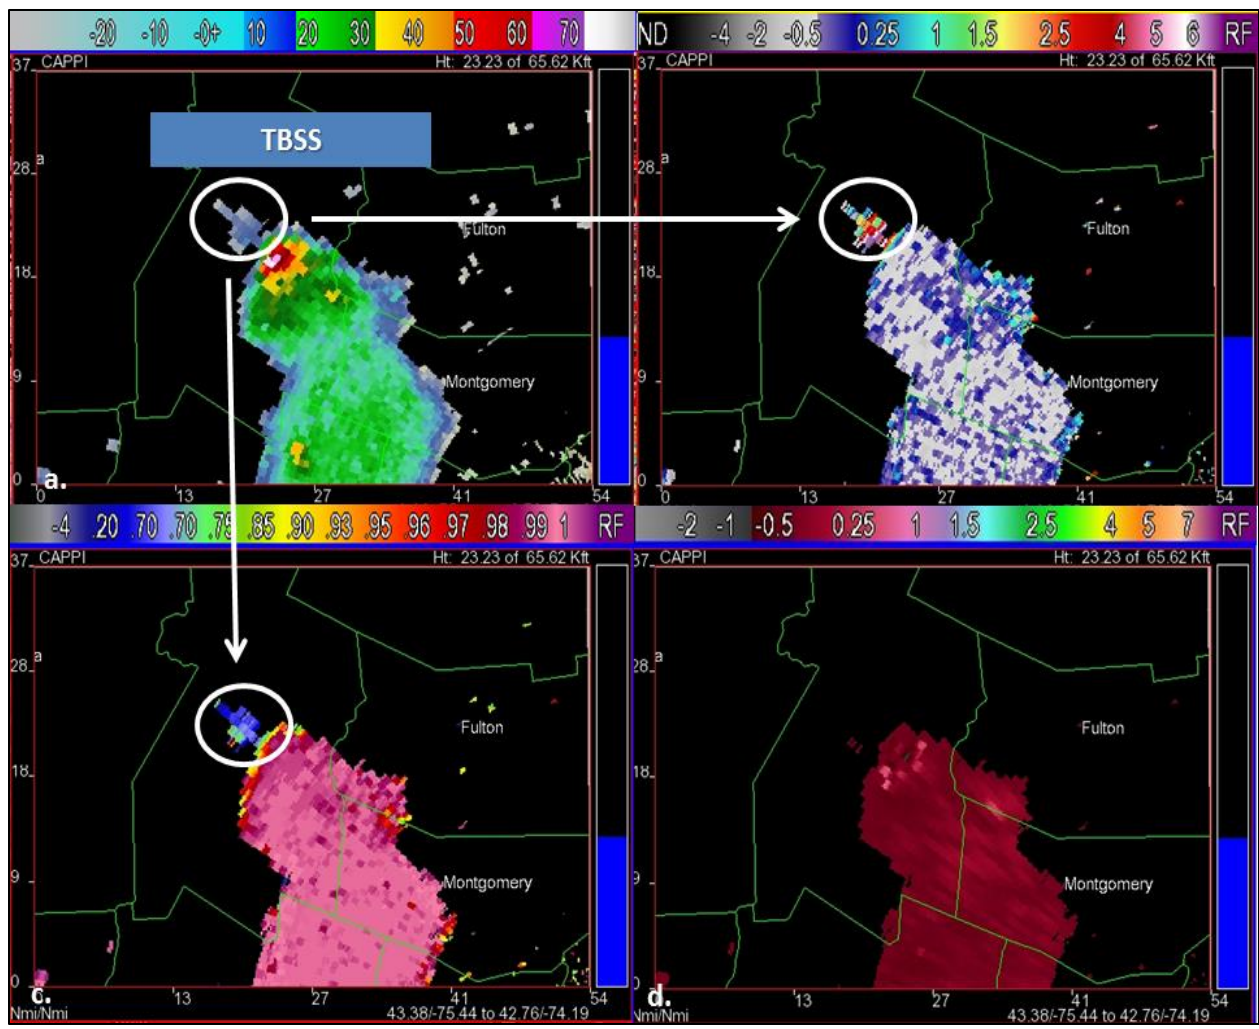 -20 -10 -0+ 10 20 30 40 50 60 70
ND -4 -2 -0.5 0.25 1 1.5 2.5 4 5 6 RF
37 CAPPI Ht: 23.23 of 65.62 Kft
37 CAPPI Ht: 23.23 of 65.62 Kft
TBSS
28 a
28 a
Fulton
Fulton
18
18
9 Montgomery
9 Montgomery
0 a.
0
0 13 27 41 54
0 13 27 41 54
-4 .20 .70 .70 .75 .85 .90 .93 .95 .96 .97 .98 .99 1 RF
-2 -1 -0.5 0.25 1 1.5 2.5 4 5 7 RF
37 CAPPI Ht: 23.23 of 65.62 Kft
37 CAPPI Ht: 23.23 of 65.62 Kft
28 a
28 a
Fulton
Fulton
18
18
9 Montgomery
9 Montgomery
0 c.
0 d.
13 27 41 54
13 27 41 54
Nmi/Nmi 43.38/-75.44 to 42.76/-74.19
Nmi/Nmi 43.38/-75.44 to 42.76/-74.19